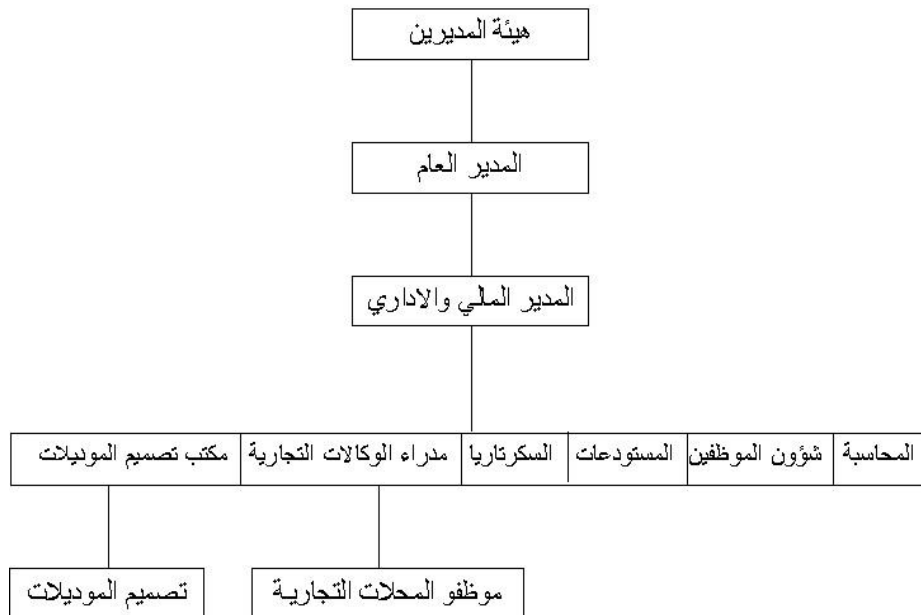 هيئة المديرين
المدير العام
المدير المالي والاداري
المحاسبة
شؤون الموظفين
المستودعات
السكرتاريا
مدراء الوكالات التجارية
مكتب تصميم الموديلات
موظفو المحلات التجارية
تصميم الموديلات